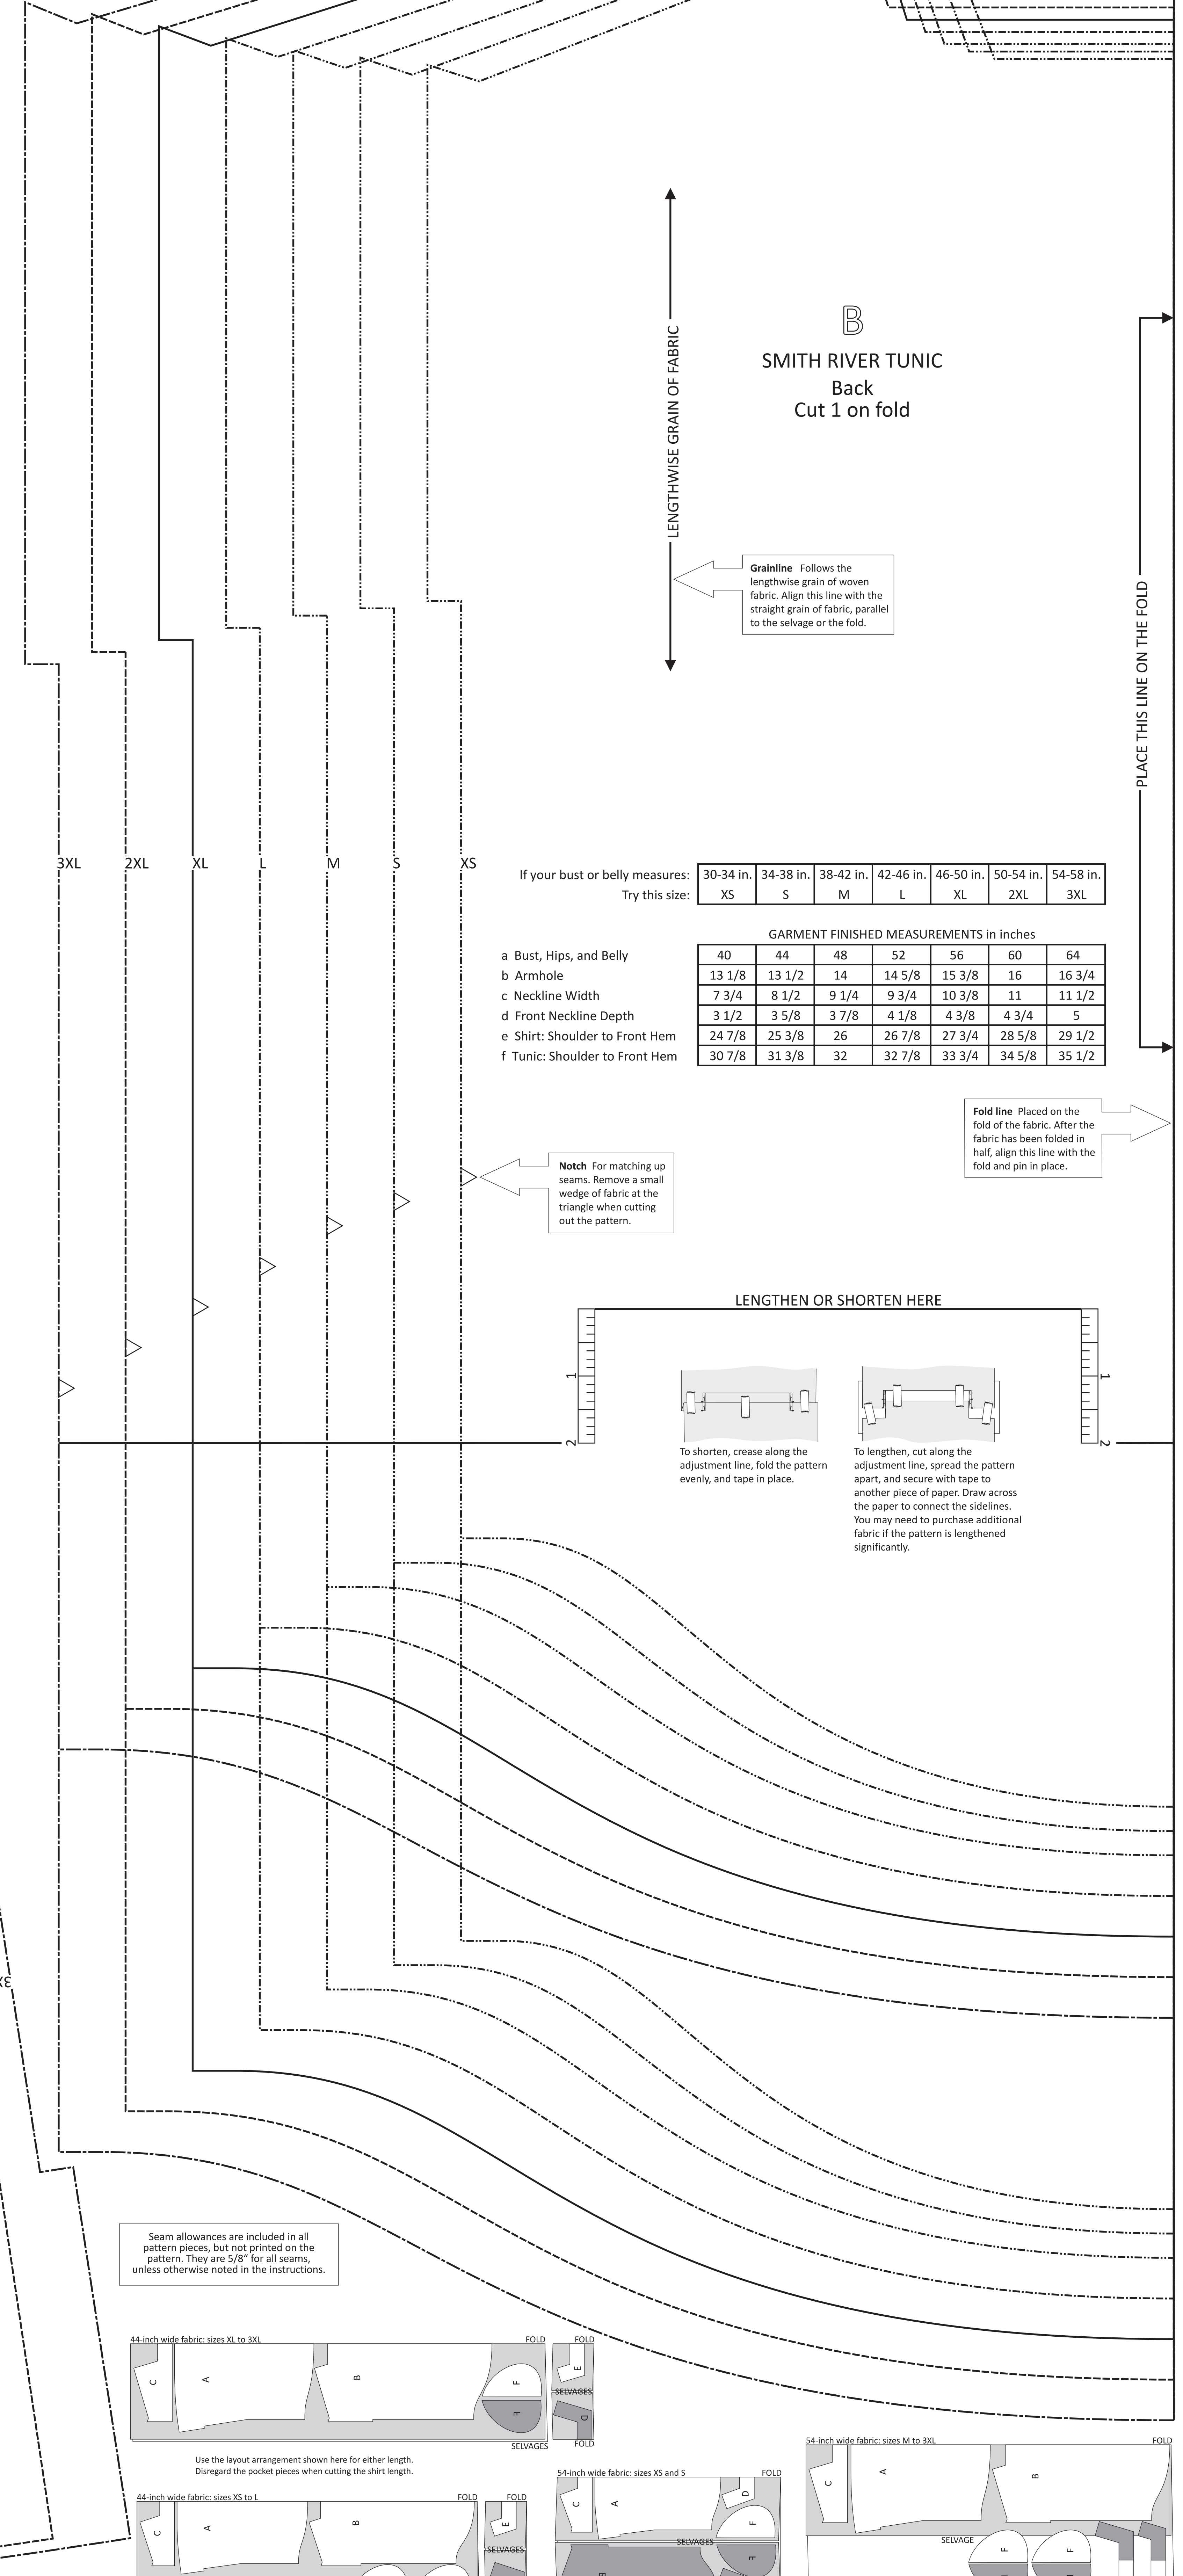 B
SMITH RIVER TUNIC
Back
Cut 1 on fold
LENGTHWISE GRAIN OF FABRIC
Grainline Follows the
lengthwise grain of woven
fabric. Align this line with the
straight grain of fabric, parallel
to the selvage or the fold.
PLACE THIS LINE ON THE FOLD
3XL 2XL XL L M S XS
If your bust or belly measures: 30-34 in. 34-38 in. 38-42 in. 42-46 in. 46-50 in. 50-54 in. 54-58 in.
Try this size: XS S M L XL 2XL 3XL
GARMENT FINISHED MEASUREMENTS in inches
a Bust, Hips, and Belly 40 44 48 52 56 60 64
b Armhole 13 1/8 13 1/2 14 14 5/8 15 3/8 16 16 3/4
c Neckline Width 7 3/4 8 1/2 9 1/4 9 3/4 10 3/8 11 11 1/2
d Front Neckline Depth 3 1/2 3 5/8 3 7/8 4 1/8 4 3/8 4 3/4 5
e Shirt: Shoulder to Front Hem 24 7/8 25 3/8 26 26 7/8 27 3/4 28 5/8 29 1/2
f Tunic: Shoulder to Front Hem 30 7/8 31 3/8 32 32 7/8 33 3/4 34 5/8 35 1/2
Fold line Placed on the
fold of the fabric. After the
fabric has been folded in
half, align this line with the
fold and pin in place.
Notch For matching up
seams. Remove a small
wedge of fabric at the
triangle when cutting
out the pattern.
LENGTHEN OR SHORTEN HERE
1 1
2 2
To shorten, crease along the
adjustment line, fold the pattern
evenly, and tape in place.
To lengthen, cut along the
adjustment line, spread the pattern
apart, and secure with tape to
another piece of paper. Draw across
the paper to connect the sidelines.
You may need to purchase additional
fabric if the pattern is lengthened
significantly.
Seam allowances are included in all
pattern pieces, but not printed on the
pattern. They are 5/8“ for all seams,
unless otherwise noted in the instructions.
44-inch wide fabric: sizes XL to 3XL FOLD FOLD
C A B F E
SELVAGES
F D
SELVAGES FOLD
Use the layout arrangement shown here for either length.
Disregard the pocket pieces when cutting the shirt length.
44-inch wide fabric: sizes XS to L FOLD FOLD
C A B E
SELVAGES
54-inch wide fabric: sizes XS and S FOLD
C A D F
SELVAGES
F B
54-inch wide fabric: sizes M to 3XL FOLD
C A B
SELVAGE
F F